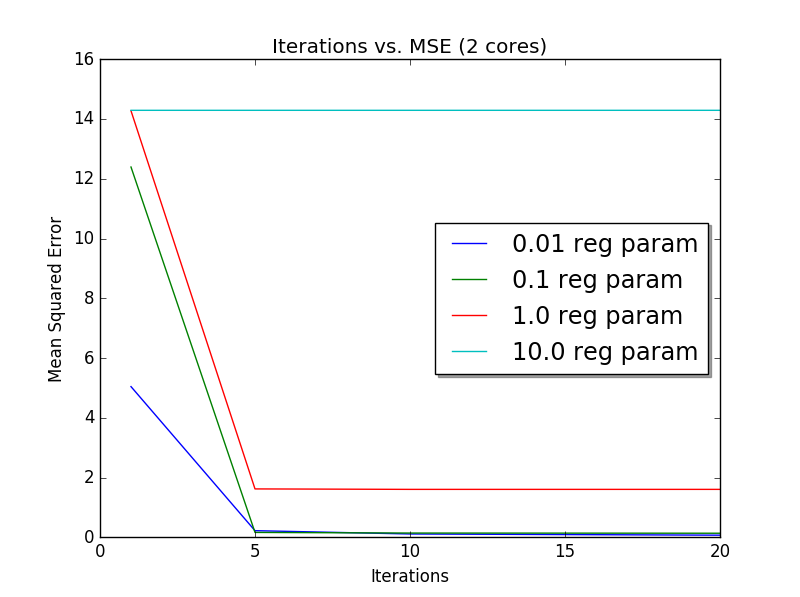 Iterations vs. MSE (2 cores)
16
14
12
10
8
6
4
2
0
Mean Squared Error
0.01 reg param
0.1 reg param
1.0 reg param
10.0 reg param
0 5 10 15 20
Iterations